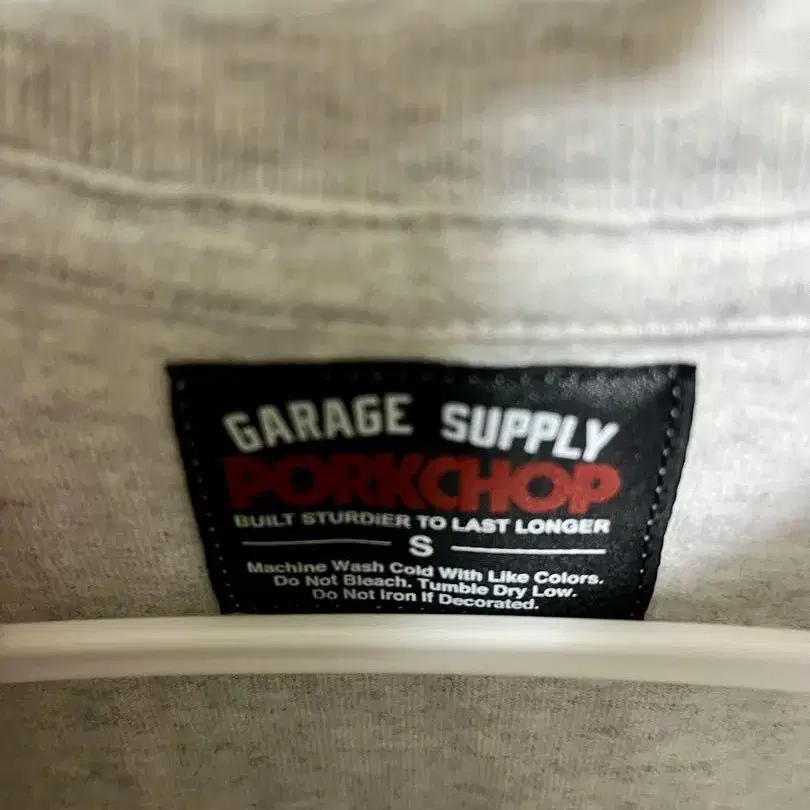 GARAGE SUPPLY
PORKCHOP
BUILT STURDIER TO LAST LONGER
S
Machine Wash Cold With Like Colors.
Do Not Bleach. Tumble Dry Low.
Do Not Iron If Decorated.